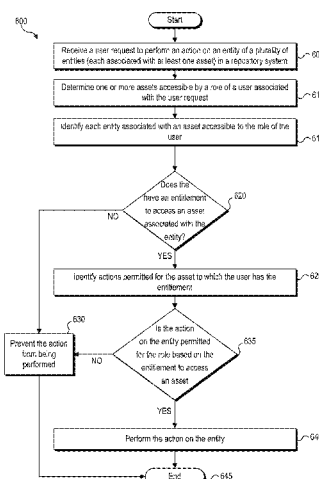 600
Start
Receive a user request to perform an action on an entity of a plurality of
entities (each associated with at least one asset) in a repository system
60
Determine one or more assets accessible by a role of a user associated
with the user request
61
Identify each entity associated with an asset accessible to the role of the
user
61
Does the
have an entitlement
to access an asset
associated with the
entity?
620
NO
YES
Identify actions permitted for the asset to which the user has the
entitlement
62
630
Prevent the action
from being
performed
Is the action
on the entity permitted
for the role based on the
entitlement to access
an asset
635
NO
YES
Perform the action on the entity
64
End
645